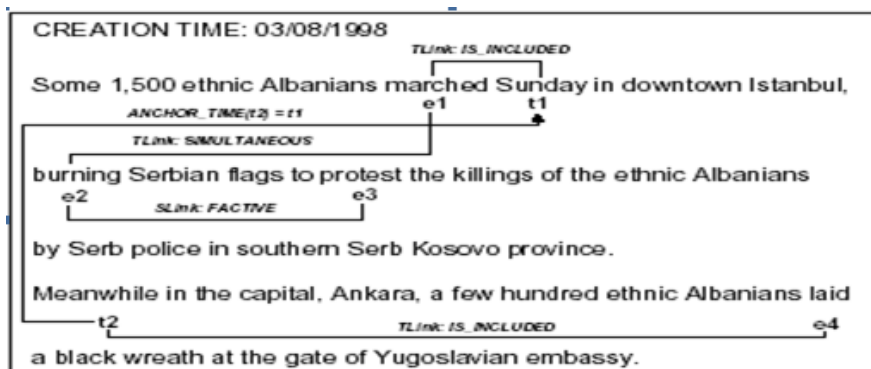 CREATION TIME: 03/08/1998
TLink: IS_INCLUDED
Some 1,500 ethnic Albanians marched Sunday in downtown Istanbul,
e1 t1
ANCHOR_TIME(t2) = t1
TLink: SIMULTANEOUS
burning Serbian flags to protest the killings of the ethnic Albanians
e2 e3
SLink: FACTIVE
by Serb police in southern Serb Kosovo province.
Meanwhile in the capital, Ankara, a few hundred ethnic Albanians laid
t2 e4
TLink: IS_INCLUDED
a black wreath at the gate of Yugoslavian embassy.